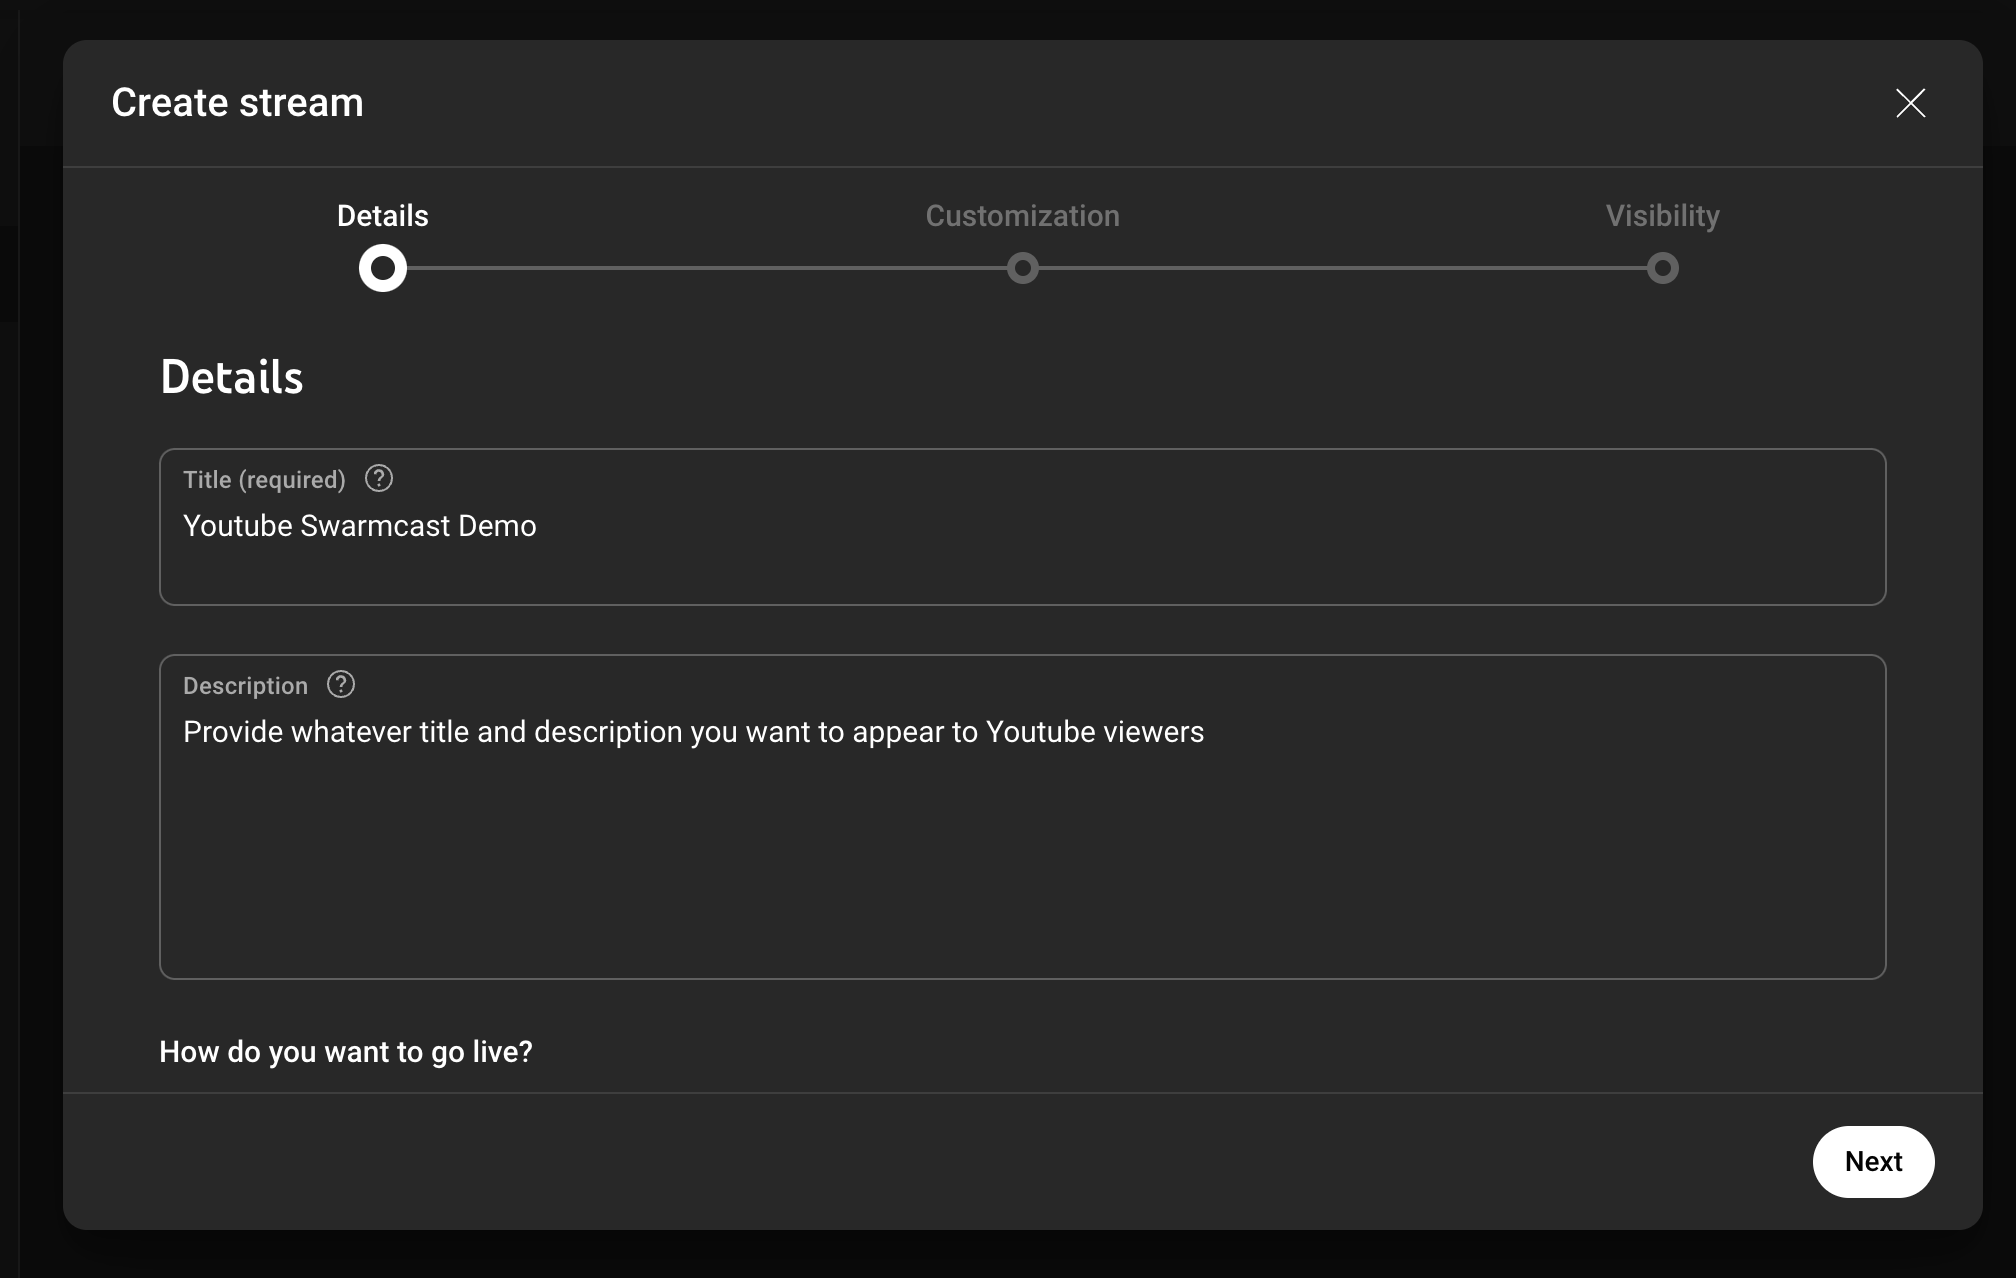 Create stream
Details
Customization
Visibility
Details
Title (required) ?
Youtube Swarmcast Demo
Description ?
Provide whatever title and description you want to appear to Youtube viewers
How do you want to go live?
Next